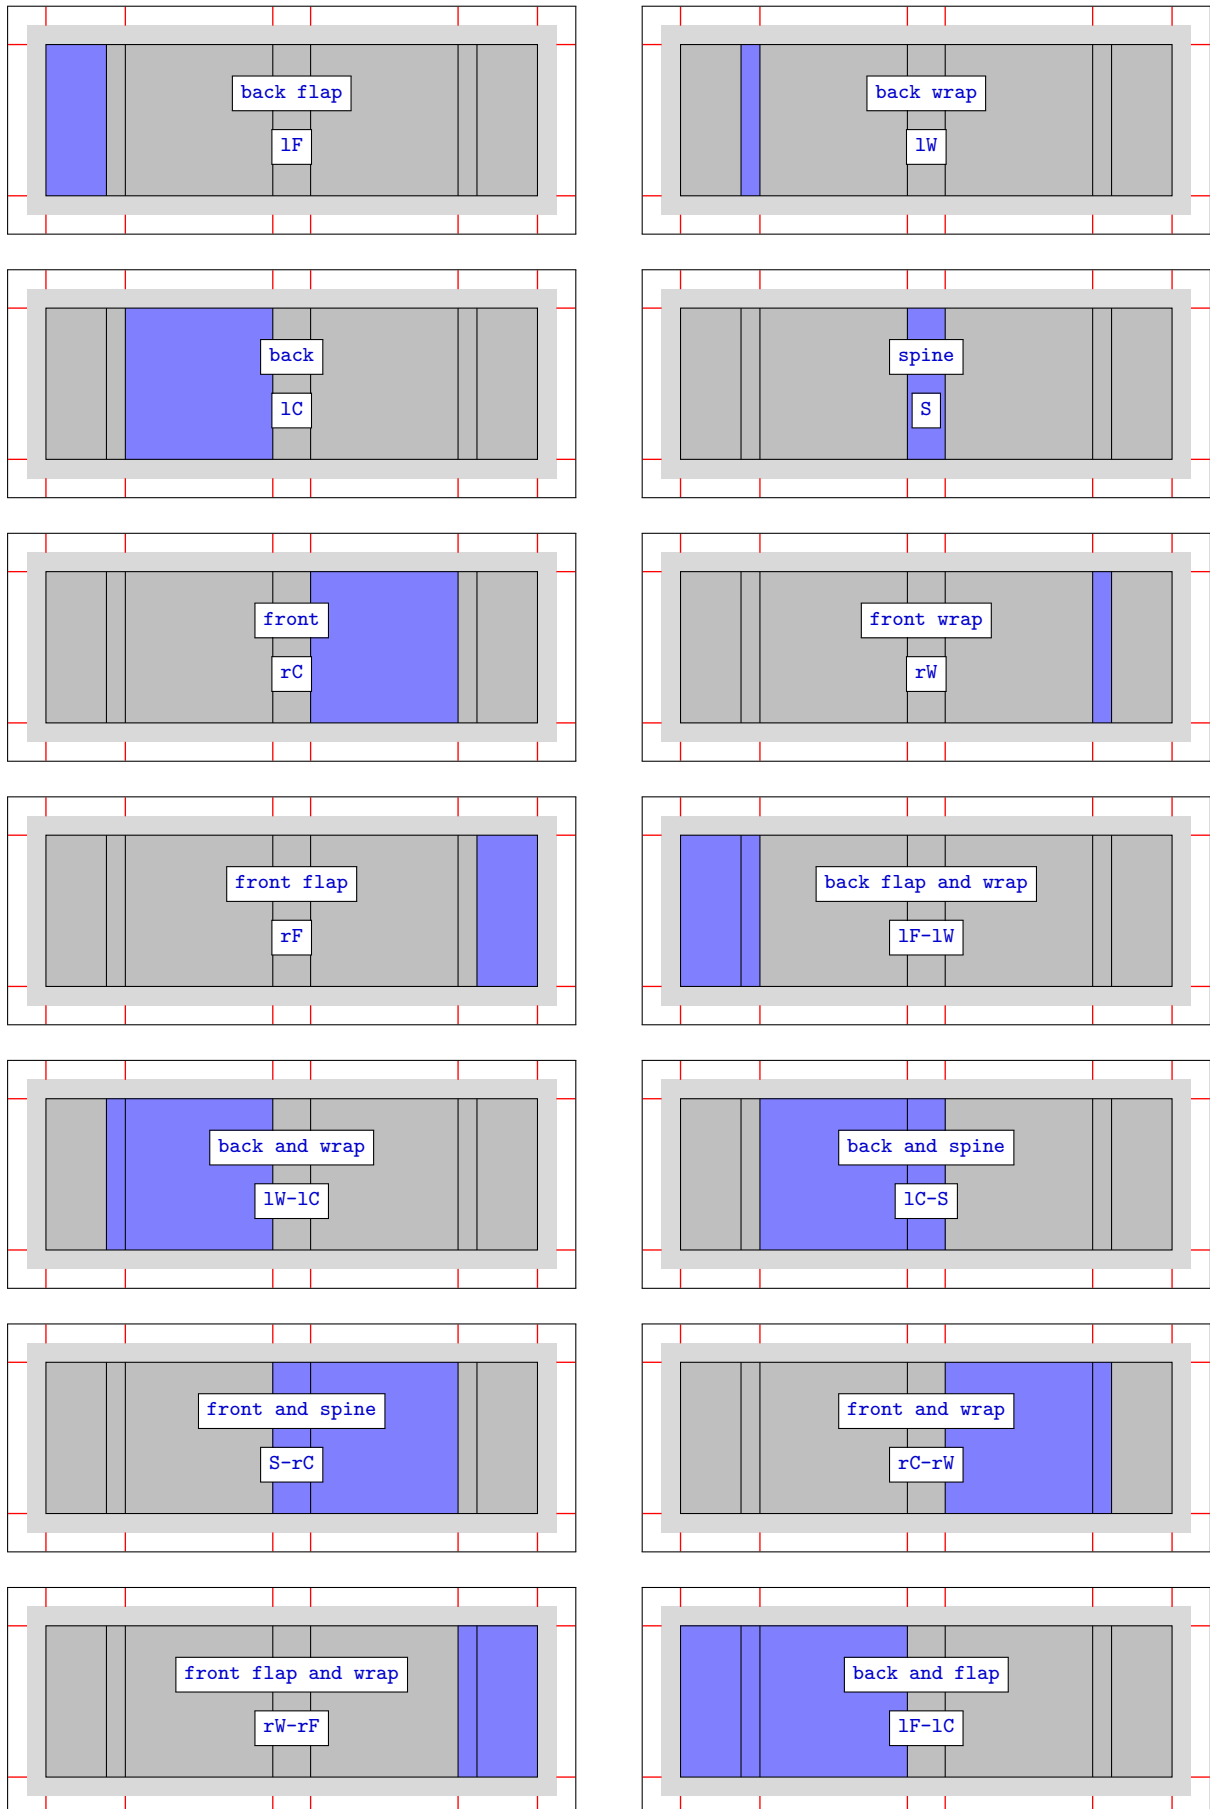 back flap
lF
back wrap
lW
back
lC
spine
S
front
rC
front wrap
rW
front flap
rF
back flap and wrap
lF-lW
back and wrap
lW-lC
back and spine
lC-S
front and spine
S-rC
front and wrap
rC-rW
front flap and wrap
rW-rF
back and flap
lF-lC